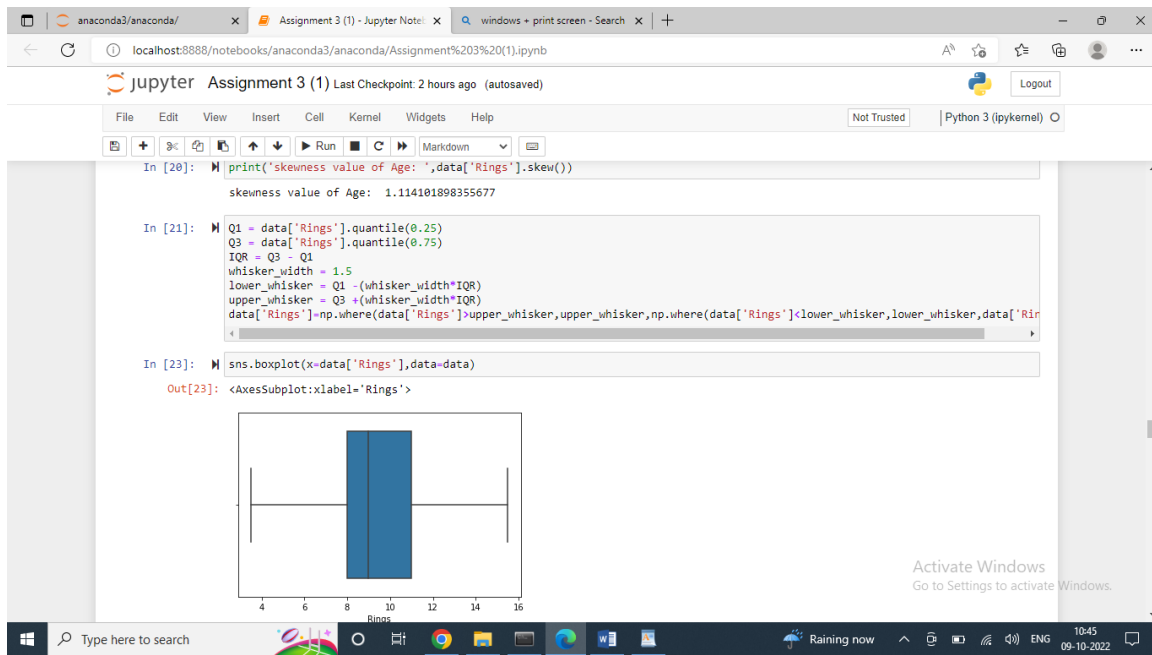 anaconda3/anaconda/
Assignment 3 (1) - Jupyter Note
windows + print screen - Search
localhost:8888/notebooks/anaconda3/anaconda/Assignment%203%20(1).ipynb
jupyter Assignment 3 (1) Last Checkpoint: 2 hours ago (autosaved)
Logout
File Edit View Insert Cell Kernel Widgets Help
Not Trusted
Python 3 (ipykernel)
Run
Markdown
In [20]: print('skewness value of Age: ',data['Rings'].skew())
skewness value of Age:  1.114101898355677
In [21]: Q1 = data['Rings'].quantile(0.25)
Q3 = data['Rings'].quantile(0.75)
IQR = Q3 - Q1
whisker_width = 1.5
lower_whisker = Q1 -(whisker_width*IQR)
upper_whisker = Q3 +(whisker_width*IQR)
data['Rings']=np.where(data['Rings']>upper_whisker,upper_whisker,np.where(data['Rings']<lower_whisker,lower_whisker,data['Rin
In [23]: sns.boxplot(x=data['Rings'],data=data)
Out[23]: <AxesSubplot:xlabel='Rings'>
4 6 8 10 12 14 16
Rings
Activate Windows
Go to Settings to activate Windows.
Type here to search
Raining now
ENG
10:45
09-10-2022